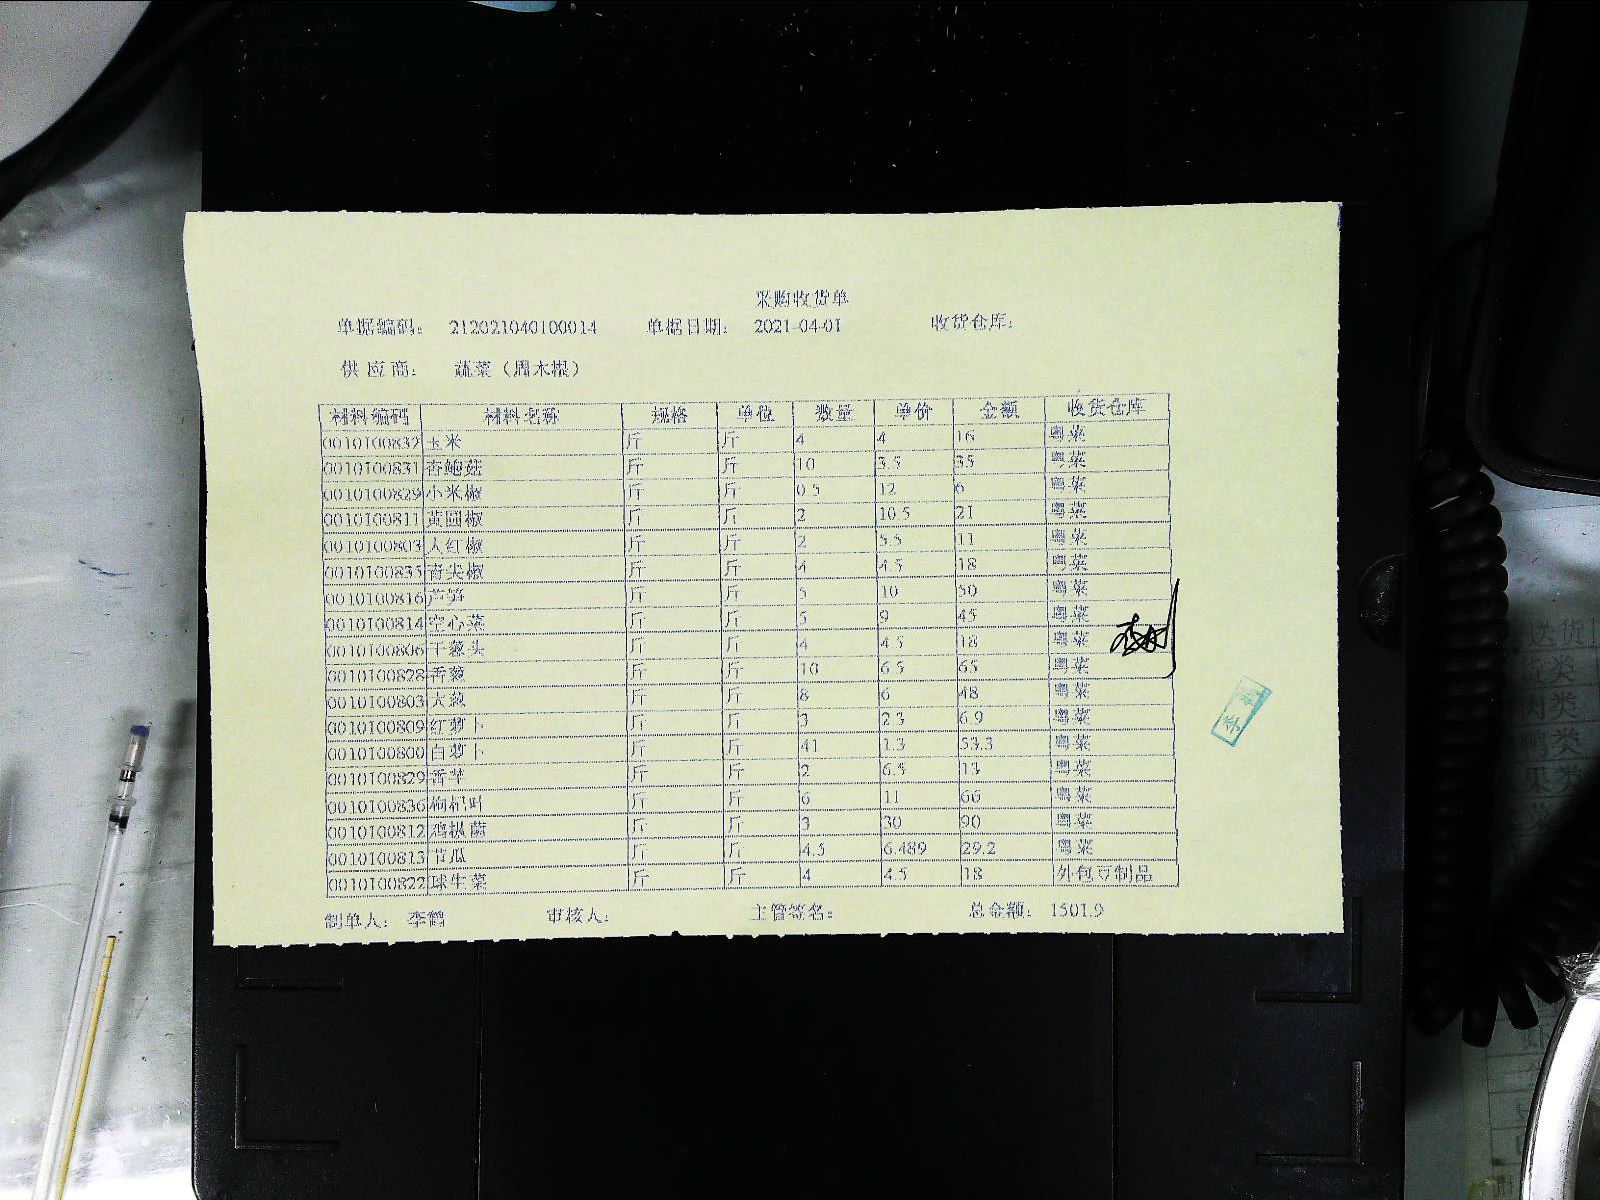 采购收货单
单据编码: 212021040100014 单据日期: 2021-04-01 收货仓库:
供应商: 蔬菜（周木根）
材料编码 材料名称 规格 单位 数量 单价 金额 收货仓库
0010100832 玉米 斤 斤 4 4 16 粤菜
0010100831 杏鲍菇 斤 斤 10 3.5 35 粤菜
0010100829 小米椒 斤 斤 0.5 12 6 粤菜
0010100811 黄圆椒 斤 斤 2 10.5 21 粤菜
0010100803 大红椒 斤 斤 2 5.5 11 粤菜
0010100835 青尖椒 斤 斤 4 4.5 18 粤菜
0010100816 芦笋 斤 斤 5 10 50 粤菜
0010100814 空心菜 斤 斤 5 9 45 粤菜
0010100806 干葱头 斤 斤 4 4.5 18 粤菜
0010100828 香葱 斤 斤 10 6.5 65 粤菜
0010100803 大葱 斤 斤 8 6 48 粤菜
0010100809 红萝卜 斤 斤 3 2.3 6.9 粤菜
0010100800 白萝卜 斤 斤 41 1.3 53.3 粤菜
0010100829 香芹 斤 斤 2 6.5 13 粤菜
0010100836 枸杞叶 斤 斤 6 11 66 粤菜
0010100812 鸡枞菌 斤 斤 3 30 90 粤菜
0010100813 节瓜 斤 斤 4.5 6.489 29.2 粤菜
0010100822 球生菜 斤 斤 4 4.5 18 外包豆制品
制单人: 李鹤 审核人: 主管签名: 总金额: 1501.9